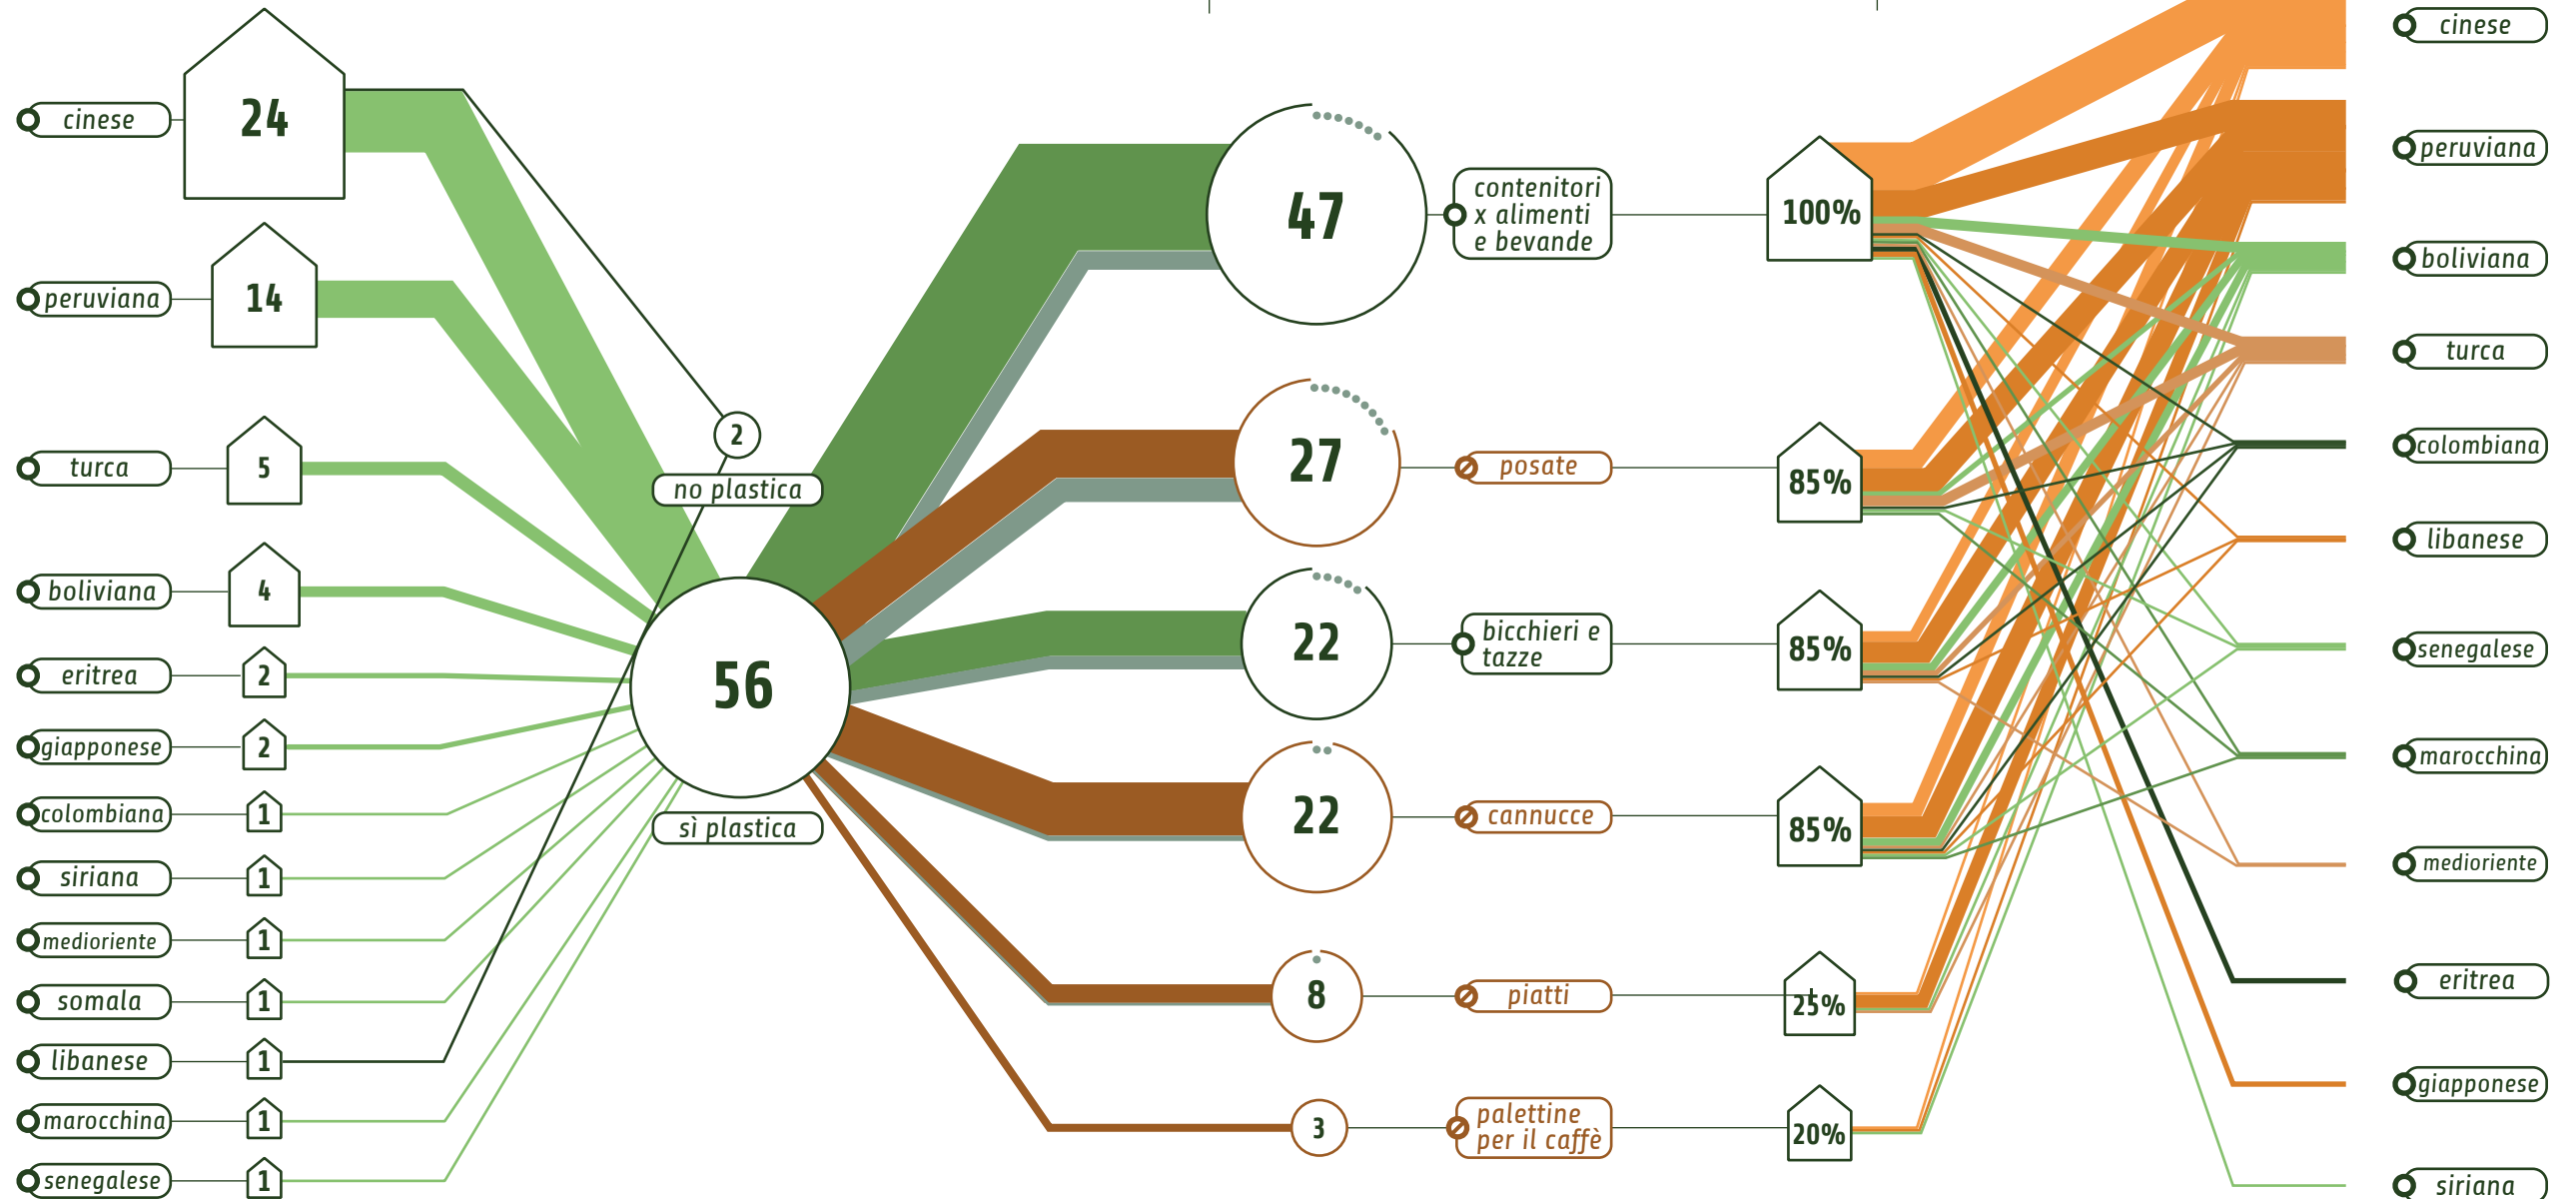 cinese
24
peruviana
14
turca
5
boliviana
4
eritrea
2
giapponese
2
colombiana
1
siriana
1
medioriente
1
somala
1
libanese
1
marocchina
1
senegalese
1
2
no plastica
56
sì plastica
47
contenitori
x alimenti
e bevande
100%
27
posate
85%
22
bicchieri e
tazze
85%
22
cannucce
85%
8
piatti
25%
3
palettine
per il caffè
20%
cinese
peruviana
boliviana
turca
colombiana
libanese
senegalese
marocchina
medioriente
eritrea
giapponese
siriana